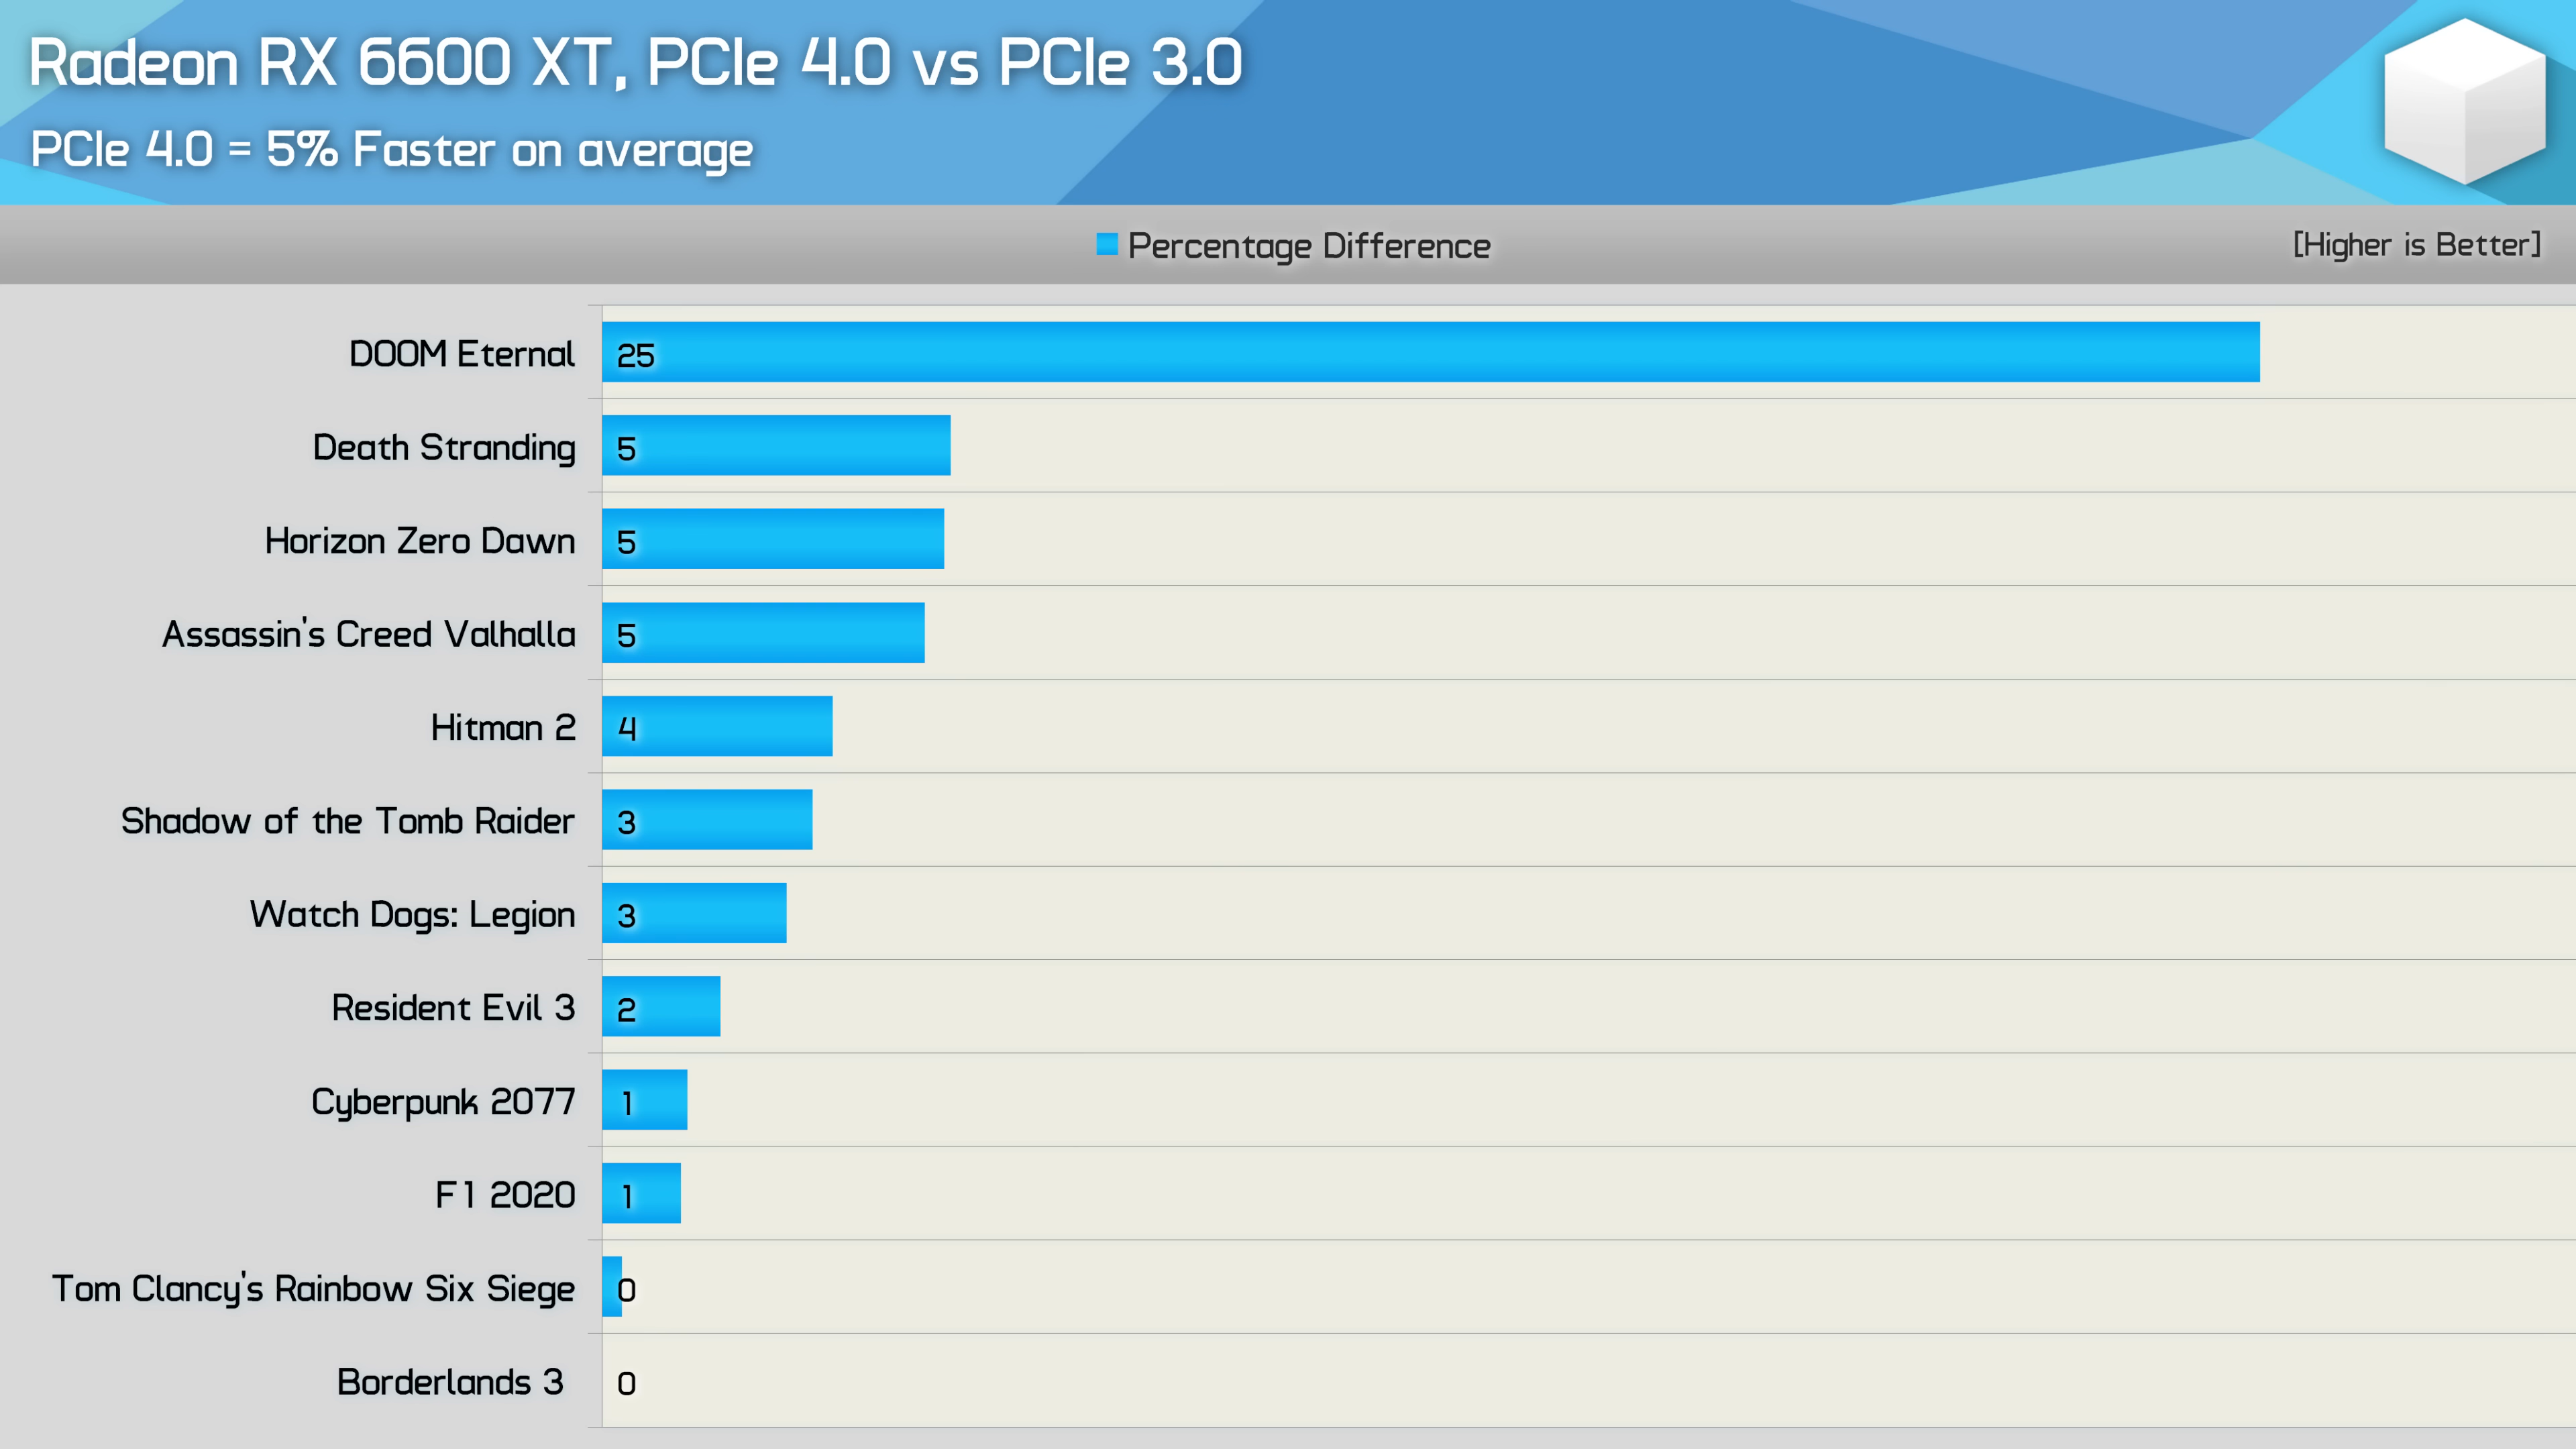 Radeon RX 6600 XT, PCIe 4.0 vs PCIe 3.0
PCIe 4.0 = 5% Faster on average
Percentage Difference
[Higher is Better]
DOOM Eternal 25
Death Stranding 5
Horizon Zero Dawn 5
Assassin's Creed Valhalla 5
Hitman 2 4
Shadow of the Tomb Raider 3
Watch Dogs: Legion 3
Resident Evil 3 2
Cyberpunk 2077 1
F1 2020 1
Tom Clancy's Rainbow Six Siege 0
Borderlands 3 0